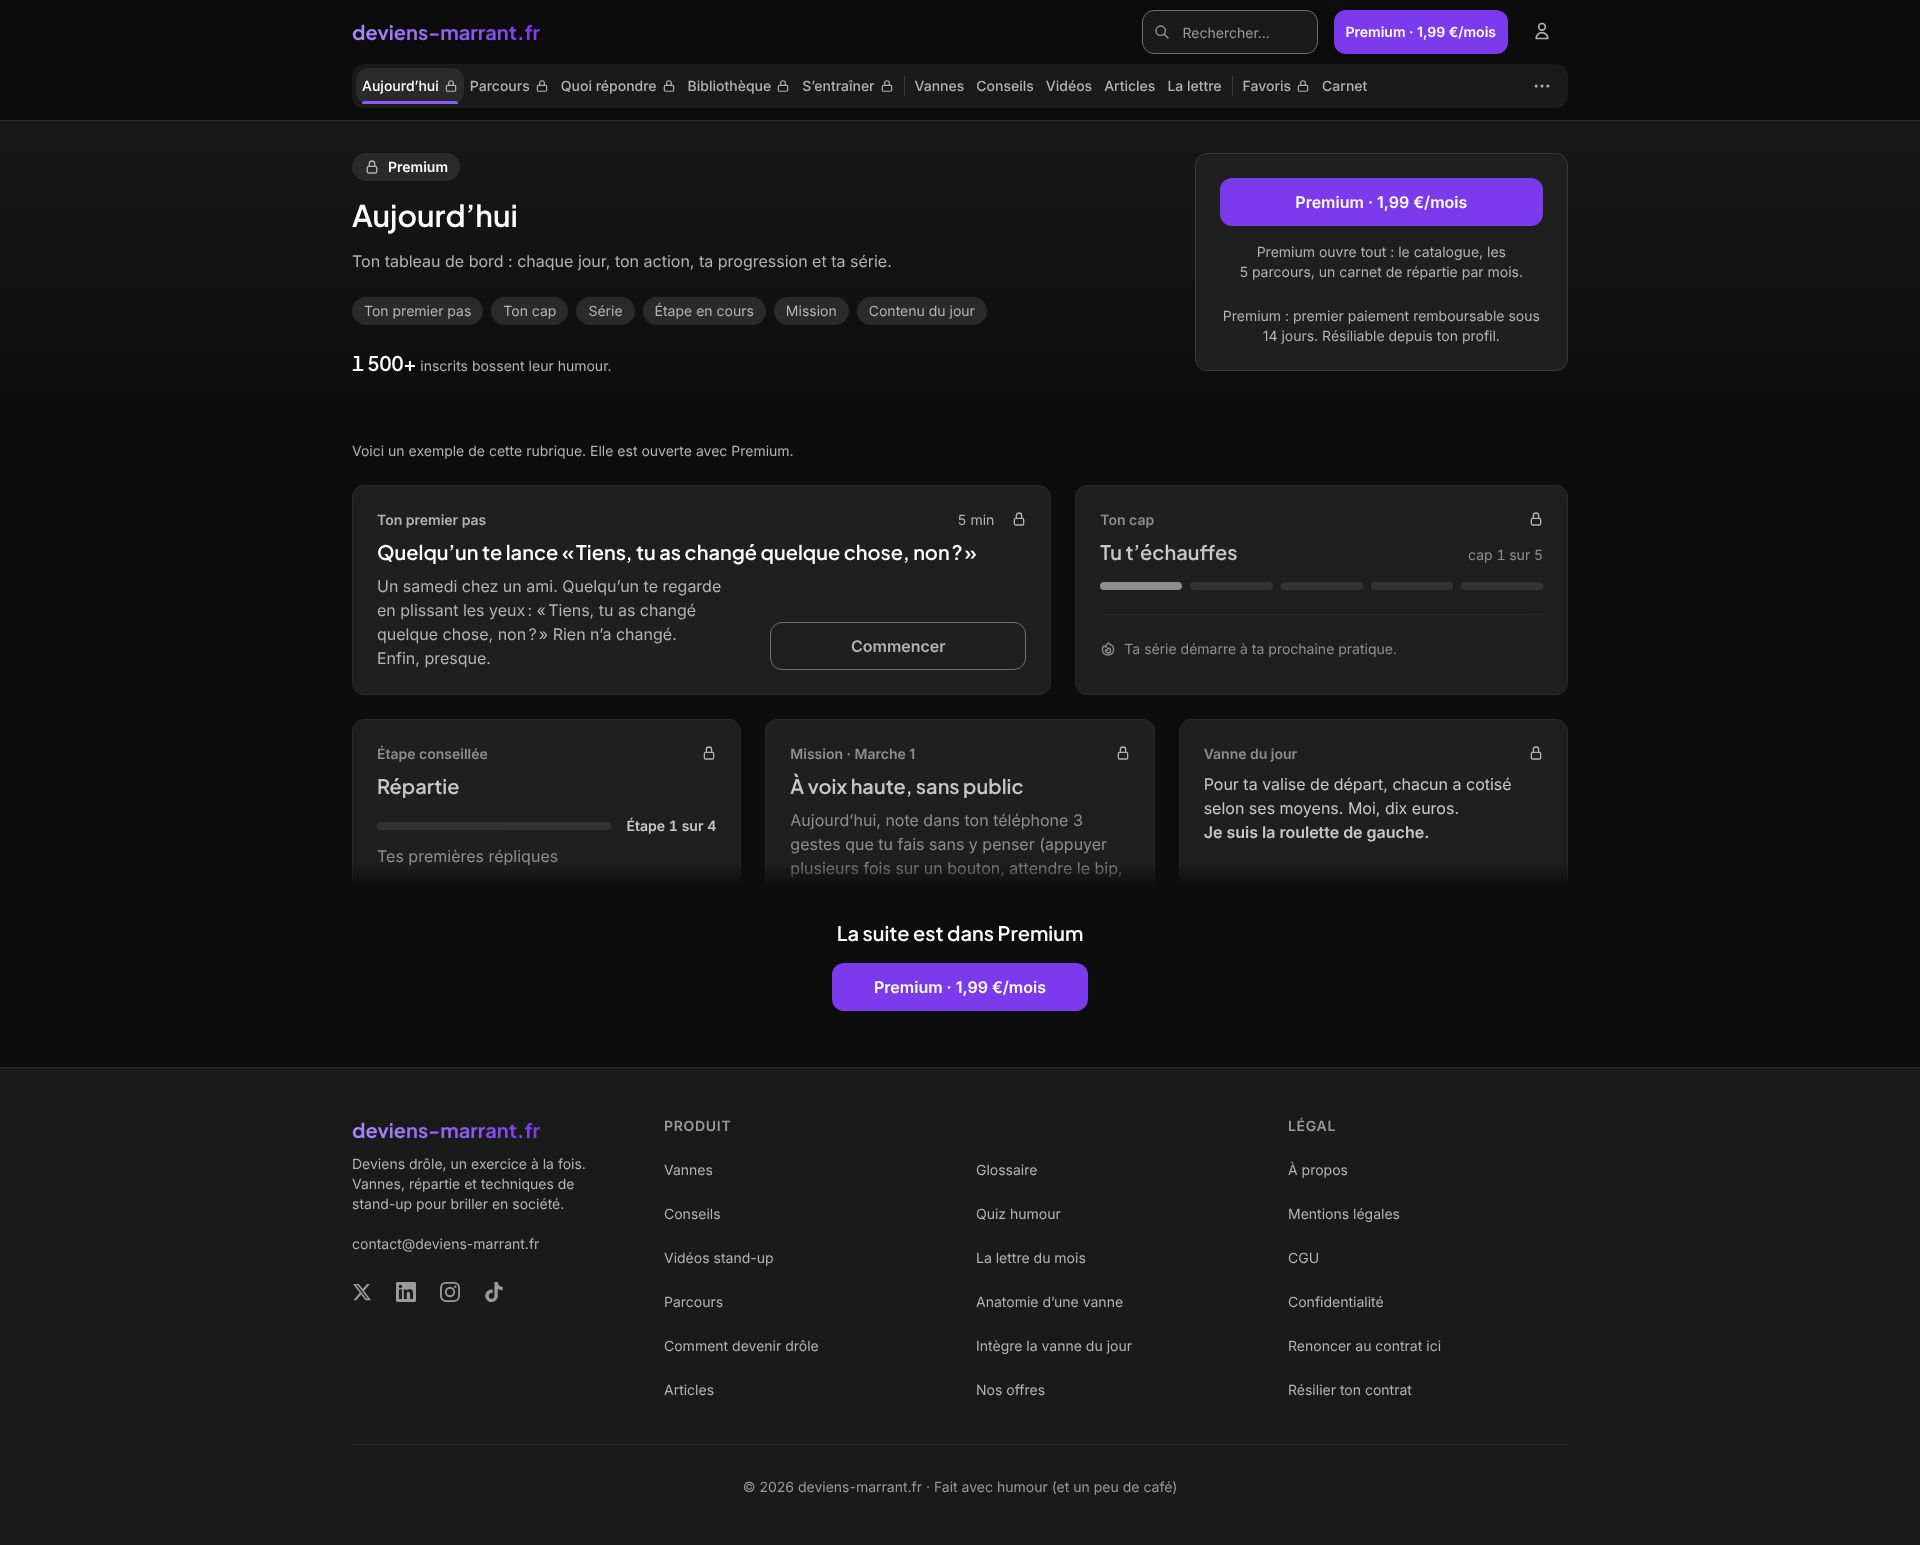 deviens-marrant.fr
Rechercher...
Premium · 1,99 €/mois
Aujourd’hui
Parcours
Quoi répondre
Bibliothèque
S’entraîner
Vannes
Conseils
Vidéos
Articles
La lettre
Favoris
Carnet
Premium
Aujourd’hui
Ton tableau de bord : chaque jour, ton action, ta progression et ta série.
Ton premier pas
Ton cap
Série
Étape en cours
Mission
Contenu du jour
1 500+ inscrits bossent leur humour.
Premium · 1,99 €/mois
Premium ouvre tout : le catalogue, les
5 parcours, un carnet de répartie par mois.
Premium : premier paiement remboursable sous
14 jours. Résiliable depuis ton profil.
Voici un exemple de cette rubrique. Elle est ouverte avec Premium.
Ton premier pas
5 min
Quelqu’un te lance « Tiens, tu as changé quelque chose, non ? »
Un samedi chez un ami. Quelqu’un te regarde
en plissant les yeux : « Tiens, tu as changé
quelque chose, non ? » Rien n’a changé.
Enfin, presque.
Commencer
Ton cap
Tu t’échauffes
cap 1 sur 5
Ta série démarre à ta prochaine pratique.
Étape conseillée
Répartie
Étape 1 sur 4
Tes premières répliques
Mission · Marche 1
À voix haute, sans public
Aujourd’hui, note dans ton téléphone 3
gestes que tu fais sans y penser (appuyer
plusieurs fois sur un bouton, attendre le bip,
Vanne du jour
Pour ta valise de départ, chacun a cotisé
selon ses moyens. Moi, dix euros.
Je suis la roulette de gauche.
La suite est dans Premium
Premium · 1,99 €/mois
deviens-marrant.fr
Deviens drôle, un exercice à la fois.
Vannes, répartie et techniques de
stand-up pour briller en société.
contact@deviens-marrant.fr
PRODUIT
Vannes
Conseils
Vidéos stand-up
Parcours
Comment devenir drôle
Articles
Glossaire
Quiz humour
La lettre du mois
Anatomie d’une vanne
Intègre la vanne du jour
Nos offres
LÉGAL
À propos
Mentions légales
CGU
Confidentialité
Renoncer au contrat ici
Résilier ton contrat
© 2026 deviens-marrant.fr · Fait avec humour (et un peu de café)